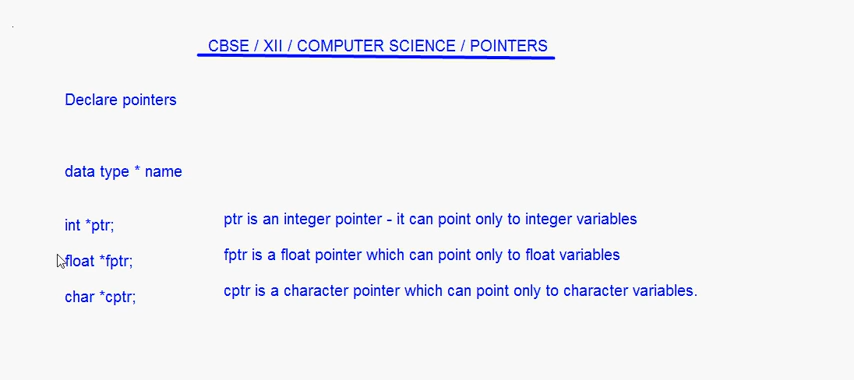 CBSE / XII / COMPUTER SCIENCE / POINTERS
Declare pointers
data type * name
int *ptr; ptr is an integer pointer - it can point only to integer variables
float *fptr; fptr is a float pointer which can point only to float variables
char *cptr; cptr is a character pointer which can point only to character variables.